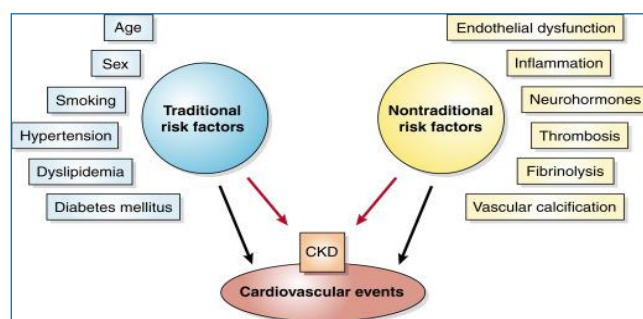 Age
Sex
Smoking
Hypertension
Dyslipidemia
Diabetes mellitus
Traditional
risk factors
Nontraditional
risk factors
Endothelial dysfunction
Inflammation
Neurohormones
Thrombosis
Fibrinolysis
Vascular calcification
CKD
Cardiovascular events